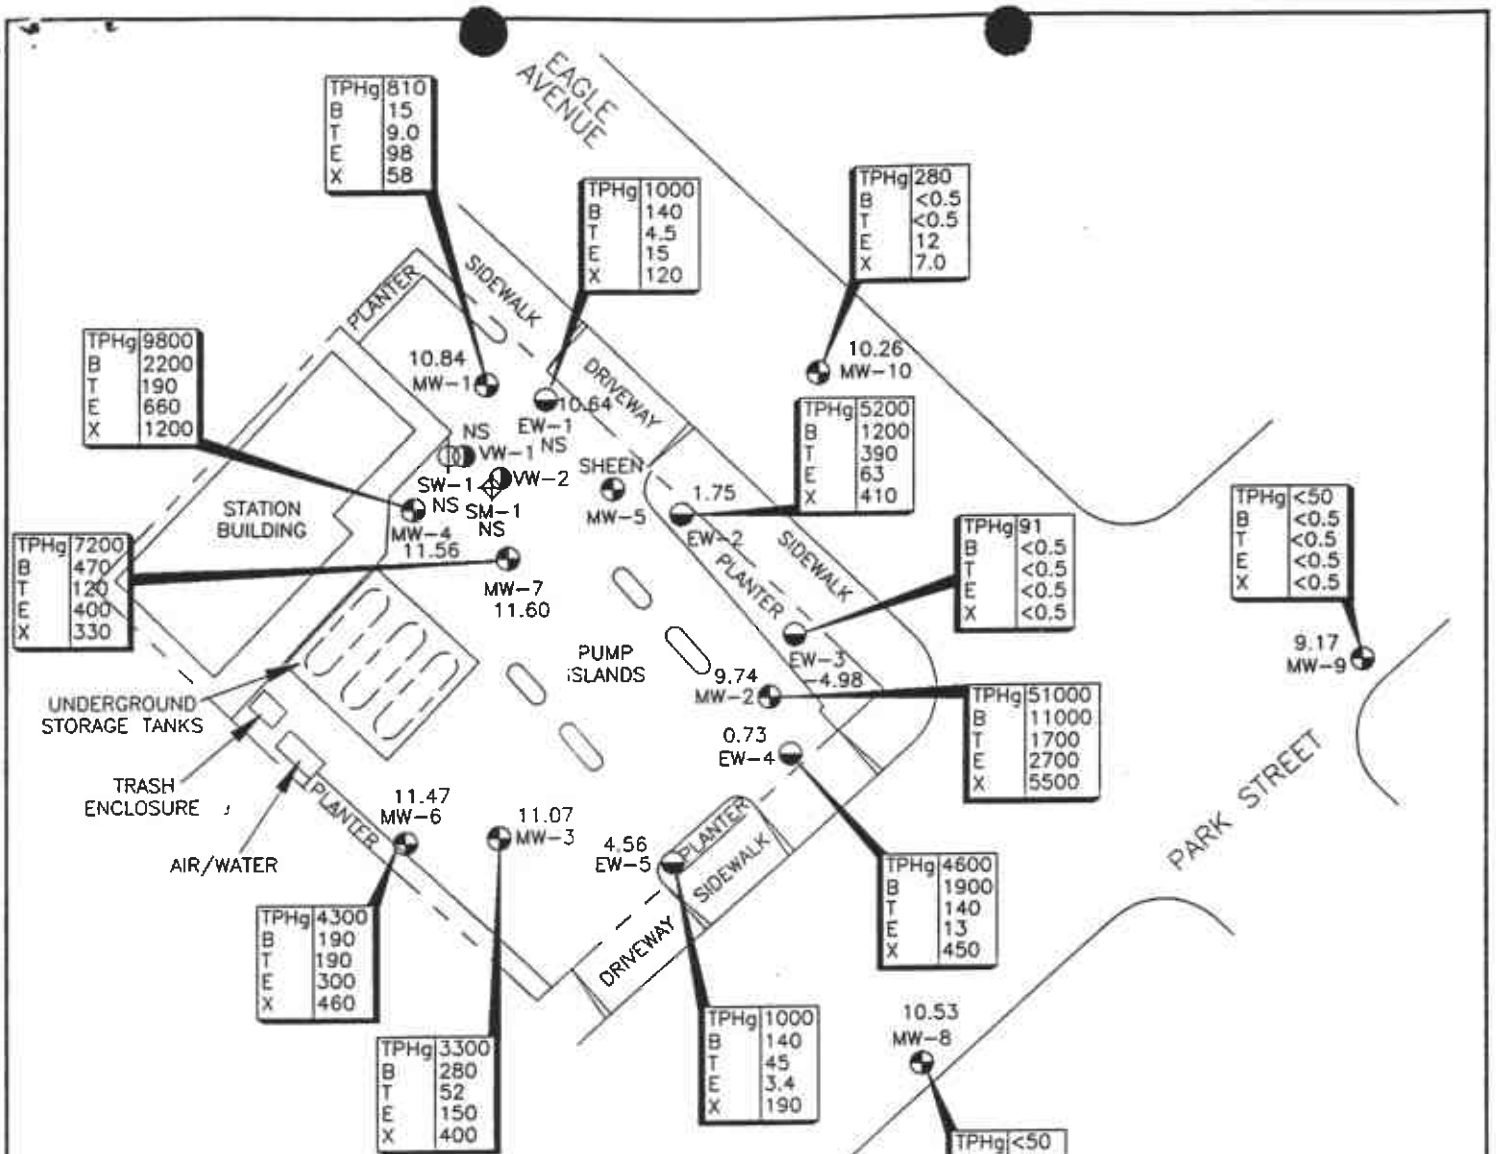 EAGLE
AVENUE
TPHg 810
B 15
T 9.0
E 98
X 58
TPHg 1000
B 140
T 4.5
E 15
X 120
TPHg 280
B <0.5
T <0.5
E 12
X 7.0
PLANTER
SIDEWALK
TPHg 9800
B 2200
T 190
E 660
X 1200
10.84
MW-1
10.64
EW-1
NS
DRIVEWAY
10.26
MW-10
TPHg 5200
B 1200
T 390
E 63
X 410
NS
VW-1
VW-2
SW-1
NS
SM-1
NS
SHEEN
MW-5
1.75
EW-2
STATION
BUILDING
MW-4
11.56
TPHg 7200
B 470
T 120
E 400
X 330
MW-7
11.60
PLANTER
SIDEWALK
TPHg 91
B <0.5
T <0.5
E <0.5
X <0.5
TPHg <50
B <0.5
T <0.5
E <0.5
X <0.5
PUMP
ISLANDS
EW-3
-4.98
9.74
MW-2
9.17
MW-9
UNDERGROUND
STORAGE TANKS
TPHg 51000
B 11000
T 1700
E 2700
X 5500
0.73
EW-4
TRASH
ENCLOSURE
AIR/WATER
PLANTER
11.47
MW-6
11.07
MW-3
4.56
EW-5
PLANTER
SIDEWALK
DRIVEWAY
PARK STREET
TPHg 4600
B 1900
T 140
E 13
X 450
TPHg 4300
B 190
T 190
E 300
X 460
TPHg 3300
B 280
T 52
E 150
X 400
TPHg 1000
B 140
T 45
E 3.4
X 190
10.53
MW-8
TPHg <50